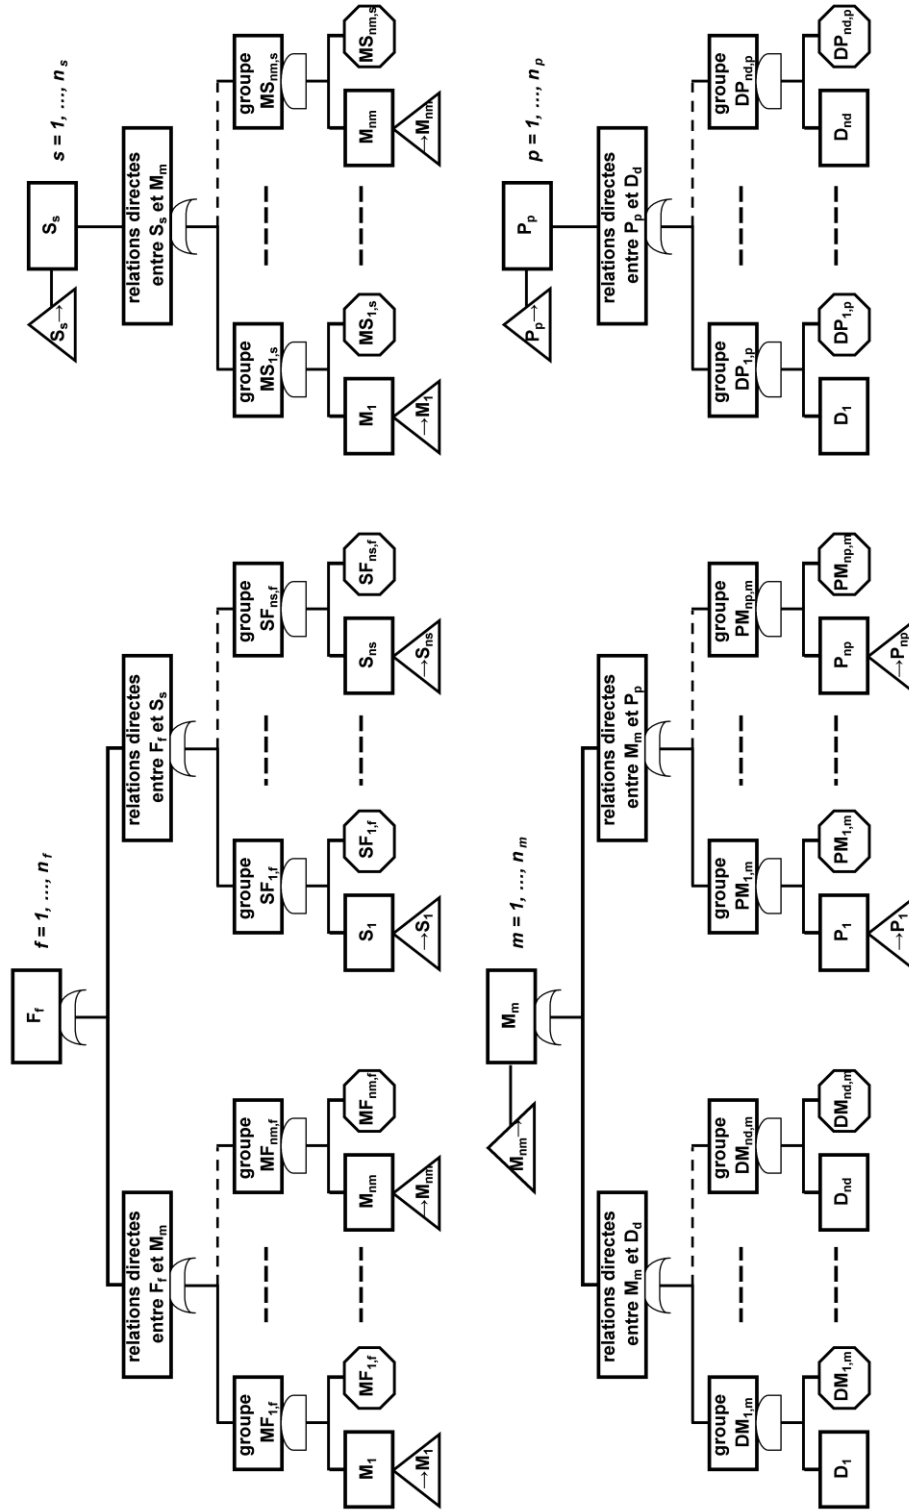 F_f
f = 1, ..., n_f
relations directes
entre F_f et M_m
relations directes
entre F_f et S_s
groupe
MF_1,f
groupe
MF_nm,f
groupe
SF_1,f
groupe
SF_ns,f
M_1
MF_1,f
M_nm
MF_nm,f
S_1
SF_1,f
S_ns
SF_ns,f
→M_1
→M_nm
→S_1
→S_ns
S_s→
S_s
s = 1, ..., n_s
relations directes
entre S_s et M_m
groupe
MS_1,s
groupe
MS_nm,s
M_1
MS_1,s
M_nm
MS_nm,s
→M_1
→M_nm
M_nm→
M_m
m = 1, ..., n_m
relations directes
entre M_m et D_d
relations directes
entre M_m et P_p
groupe
DM_1,m
groupe
DM_nd,m
groupe
PM_1,m
groupe
PM_np,m
D_1
DM_1,m
D_nd
DM_nd,m
P_1
PM_1,m
P_np
PM_np,m
→P_1
→P_np
P_p→
P_p
p = 1, ..., n_p
relations directes
entre P_p et D_d
groupe
DP_1,p
groupe
DP_nd,p
D_1
DP_1,p
D_nd
DP_nd,p